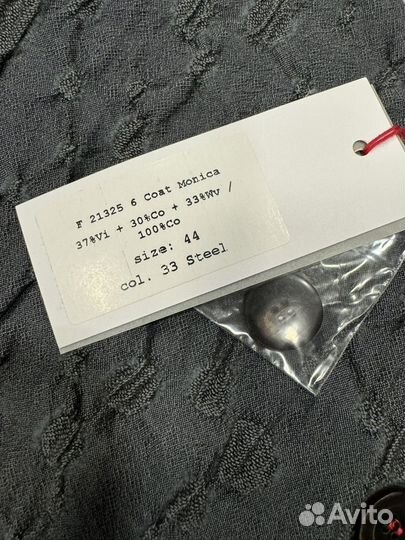 F 21325 6 Coat Monica
37%Vi + 30%Co + 33%Wv /
100%Co
size: 44
col. 33 Steel
Avito